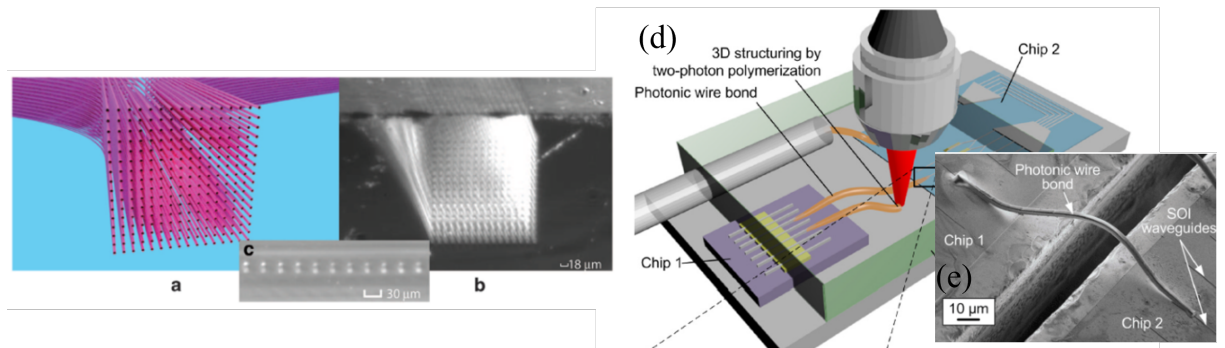 a
c
30 μm
b
18 μm
(d)
3D structuring by
two-photon polymerization
Photonic wire bond
Chip 2
Chip 1
Photonic wire
bond
SOI
waveguides
Chip 1
(e)
10 μm
Chip 2